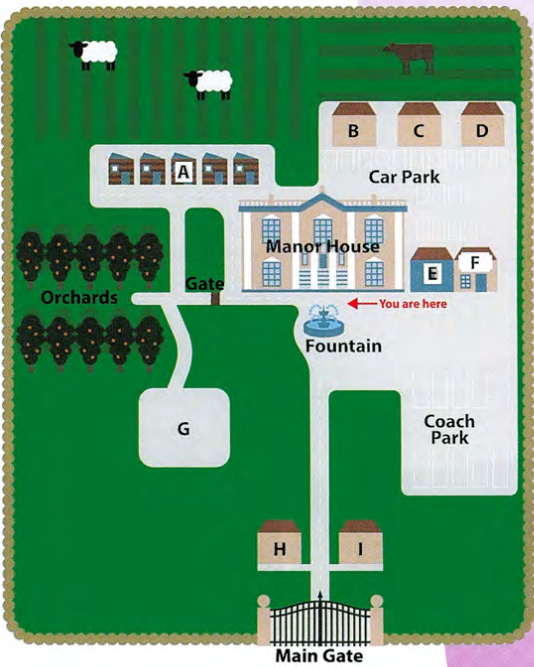 B C D
A
Car Park
Manor House
E F
Gate
Orchards
You are here
Fountain
Coach
Park
G
H I
Main Gate